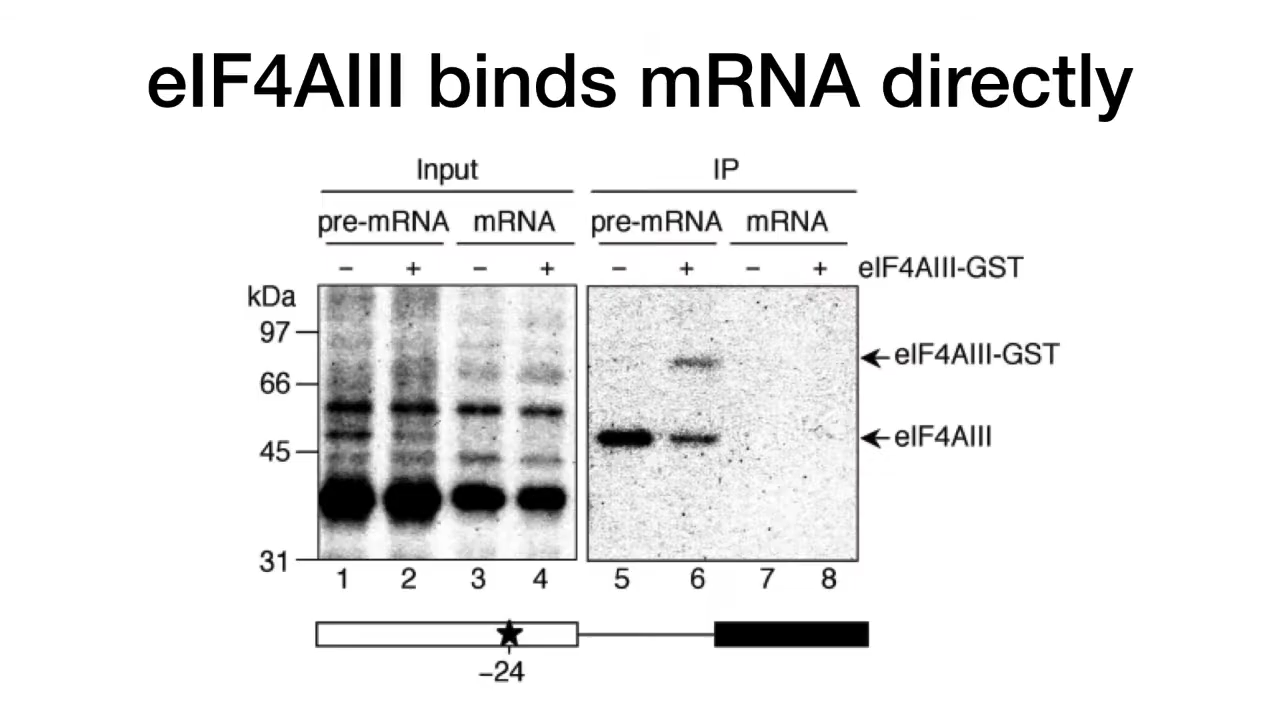 eIF4AIII binds mRNA directly
Input IP
pre-mRNA mRNA pre-mRNA mRNA
− + − + − + − + eIF4AIII-GST
kDa
97
eIF4AIII-GST
66
eIF4AIII
45
31
1 2 3 4 5 6 7 8
−24